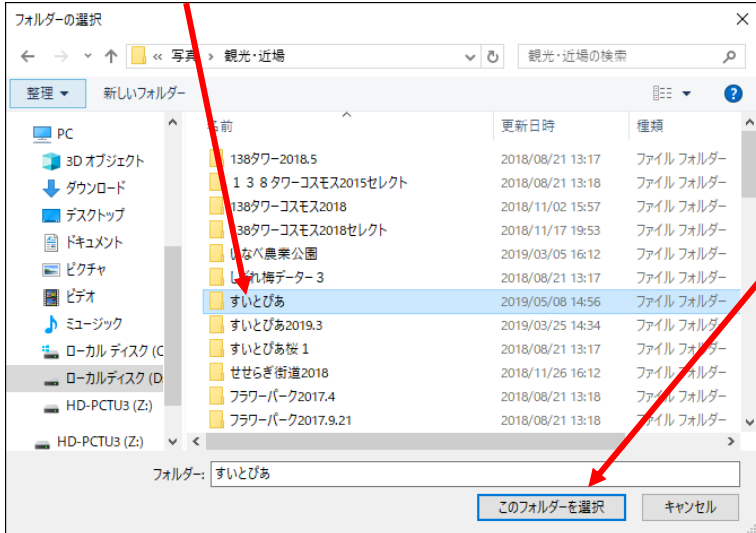 フォルダーの選択
« 写真 › 観光・近場
観光・近場の検索
整理
新しいフォルダー
PC
3D オブジェクト
ダウンロード
デスクトップ
ドキュメント
ピクチャ
ビデオ
ミュージック
ローカル ディスク (C
ローカルディスク (D
HD-PCTU3 (Z:)
HD-PCTU3 (Z:)
名前 更新日時 種類
138タワー2018.5 2018/08/21 13:17 ファイル フォルダー
138タワーコスモス2015セレクト 2018/08/21 13:18 ファイル フォルダー
138タワーコスモス2018 2018/11/02 15:57 ファイル フォルダー
138タワーコスモス2018セレクト 2018/11/17 19:53 ファイル フォルダー
いなべ農業公園 2019/03/05 16:12 ファイル フォルダー
しだれ梅データー3 2018/08/21 13:17 ファイル フォルダー
すいとぴあ 2019/05/08 14:56 ファイル フォルダー
すいとぴあ2019.3 2019/03/25 14:34 ファイル フォルダー
すいとぴあ桜1 2018/08/21 13:17 ファイル フォルダー
せせらぎ街道2018 2018/11/26 16:12 ファイル フォルダー
フラワーパーク2017.4 2018/08/21 13:18 ファイル フォルダー
フラワーパーク2017.9.21 2018/08/21 13:18 ファイル フォルダー
フォルダー: すいとぴあ
このフォルダーを選択 キャンセル